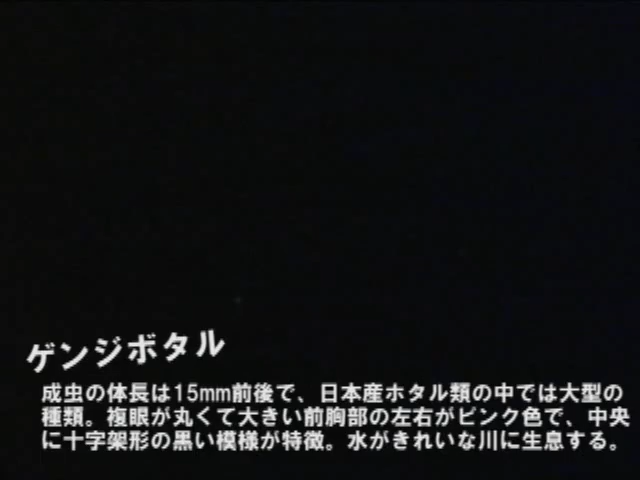 ゲンジボタル
成虫の体長は15mm前後で、日本産ホタル類の中では大型の
種類。複眼が丸くて大きい前胸部の左右がピンク色で、中央
に十字架形の黒い模様が特徴。水がきれいな川に生息する。